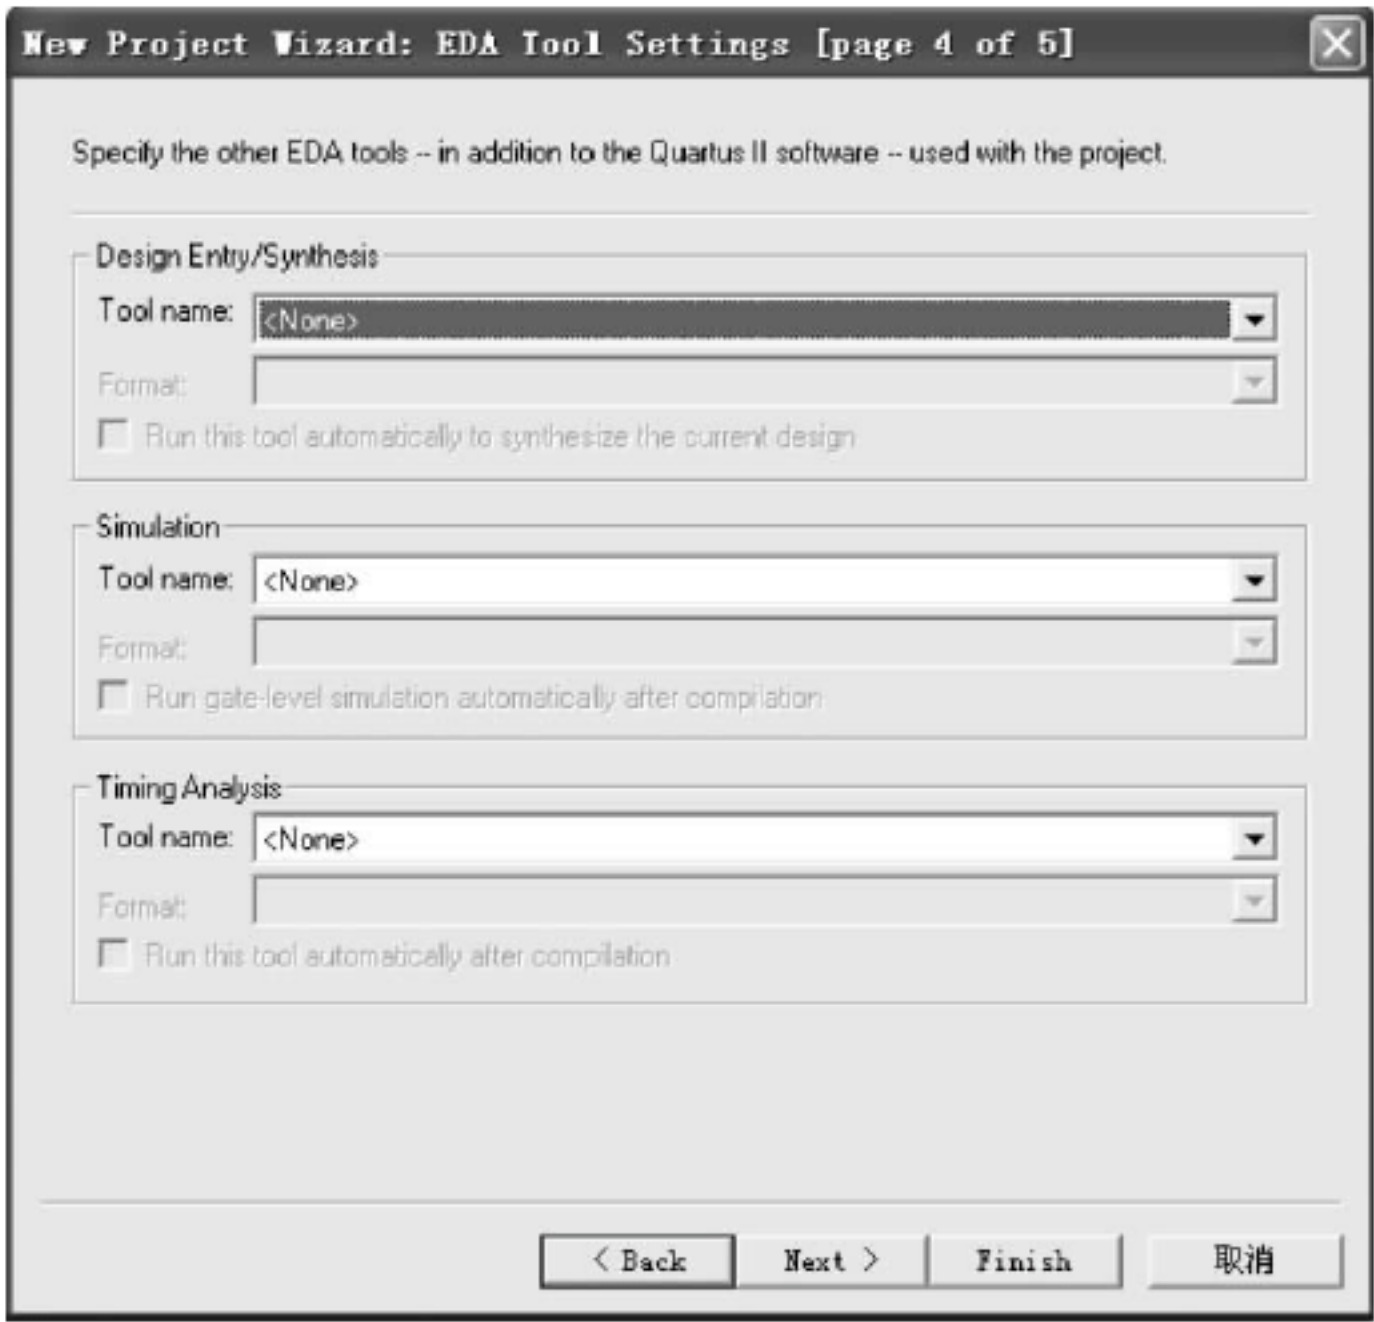 New Project Wizard: EDA Tool Settings [page 4 of 5]
Specify the other EDA tools -- in addition to the Quartus II software -- used with the project.
Design Entry/Synthesis
Tool name: <None>
Format:
Run this tool automatically to synthesize the current design
Simulation
Tool name: <None>
Format:
Run gate-level simulation automatically after compilation
Timing Analysis
Tool name: <None>
Format:
Run this tool automatically after compilation
< Back Next > Finish 取消